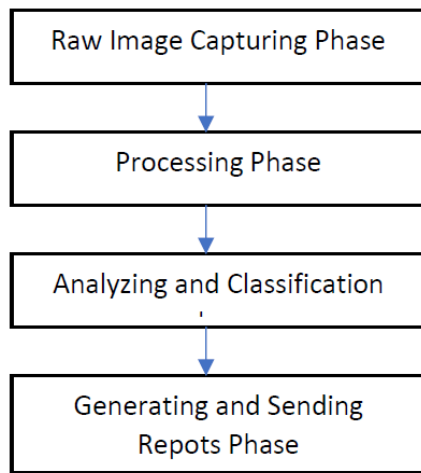 Raw Image Capturing Phase
Processing Phase
Analyzing and Classification
Generating and Sending
Repots Phase